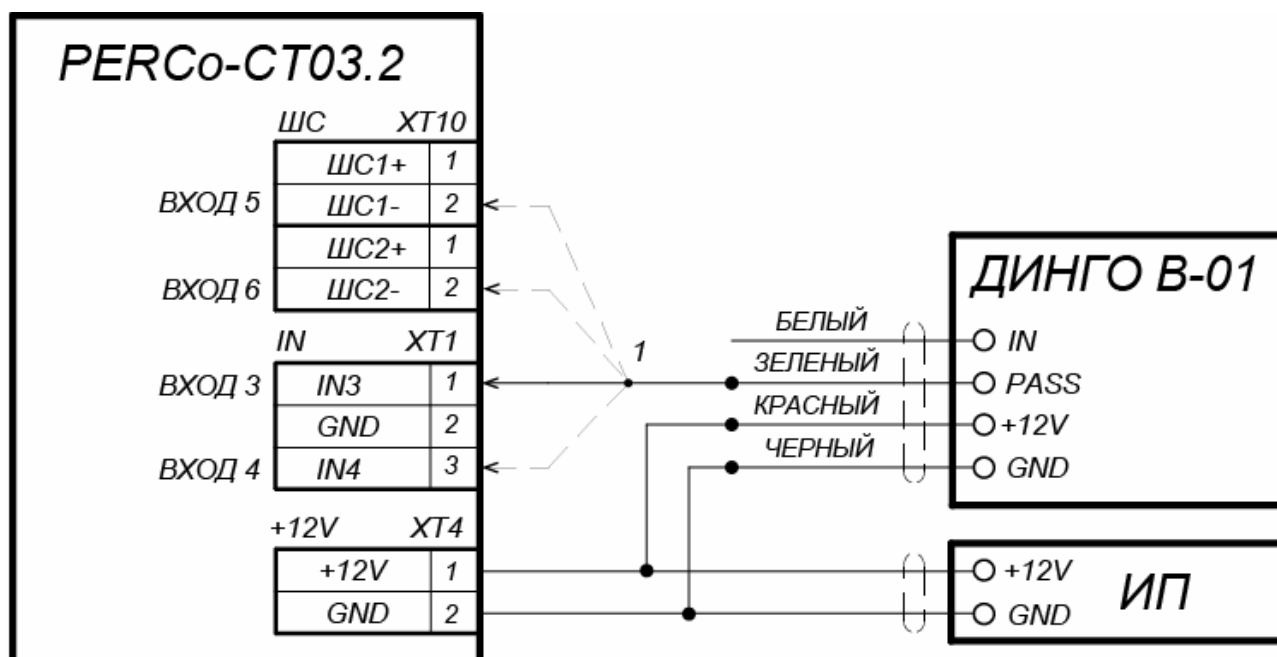 PERCo-CT03.2
ШС XT10
ШС1+ 1
ВХОД 5 ШС1- 2
ШС2+ 1
ВХОД 6 ШС2- 2
IN XT1
ВХОД 3 IN3 1
GND 2
ВХОД 4 IN4 3
+12V XT4
+12V 1
GND 2
1
БЕЛЫЙ
ЗЕЛЕНЫЙ
КРАСНЫЙ
ЧЕРНЫЙ
ДИНГО В-01
IN
PASS
+12V
GND
+12V
GND
ИП